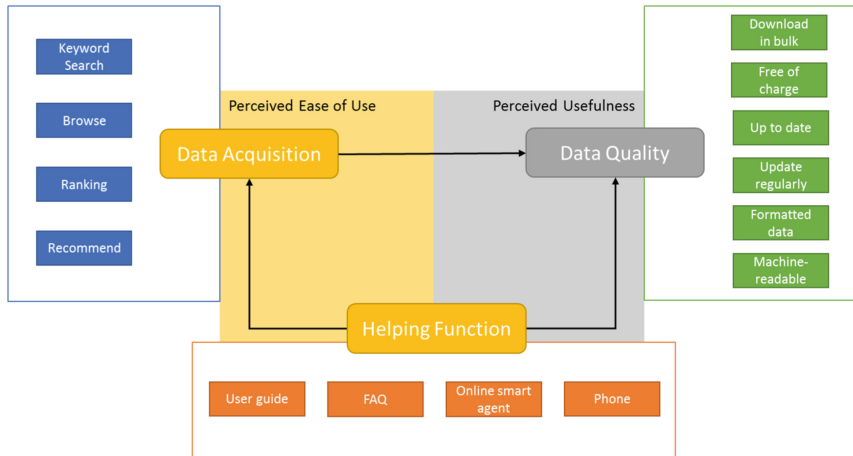 Keyword
Search
Browse
Ranking
Recommend
Perceived Ease of Use
Perceived Usefulness
Data Acquisition
Data Quality
Helping Function
Download
in bulk
Free of
charge
Up to date
Update
regularly
Formatted
data
Machine-
readable
User guide
FAQ
Online smart
agent
Phone